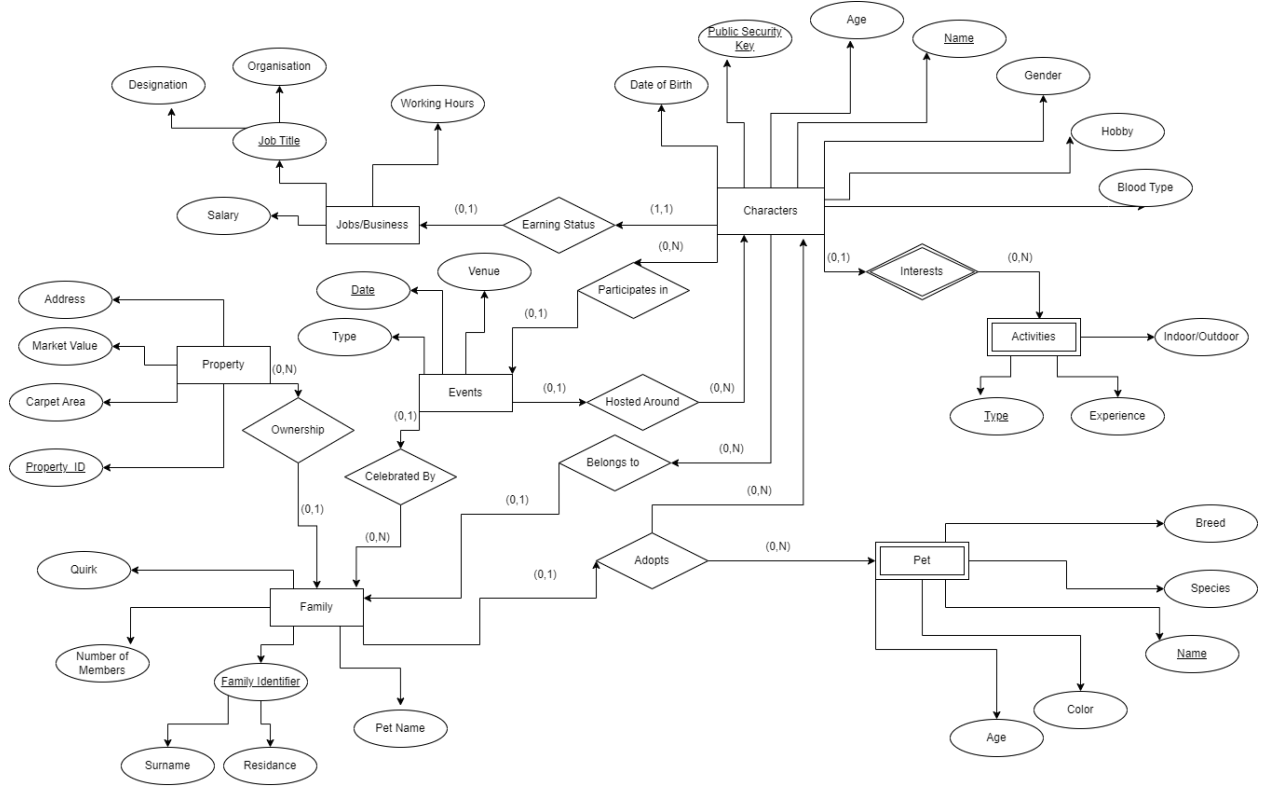 Age
Public Security
Key
Name
Organisation
Gender
Designation
Date of Birth
Working Hours
Hobby
Job Title
Blood Type
Salary
(0,1)
(1,1)
Characters
Jobs/Business
Earning Status
(0,N)
(0,1)
(0,N)
Interests
Venue
Date
Participates in
Address
(0,1)
Type
Activities
Indoor/Outdoor
Market Value
Property
(0,N)
Events
(0,1)
(0,N)
Carpet Area
Hosted Around
(0,1)
Type
Experience
Ownership
(0,N)
Property_ID
Celebrated By
Belongs to
(0,N)
(0,1)
(0,1)
Breed
(0,N)
(0,N)
Adopts
Pet
Quirk
(0,1)
Species
Family
Number of
Members
Name
Family Identifier
Color
Pet Name
Age
Surname
Residance